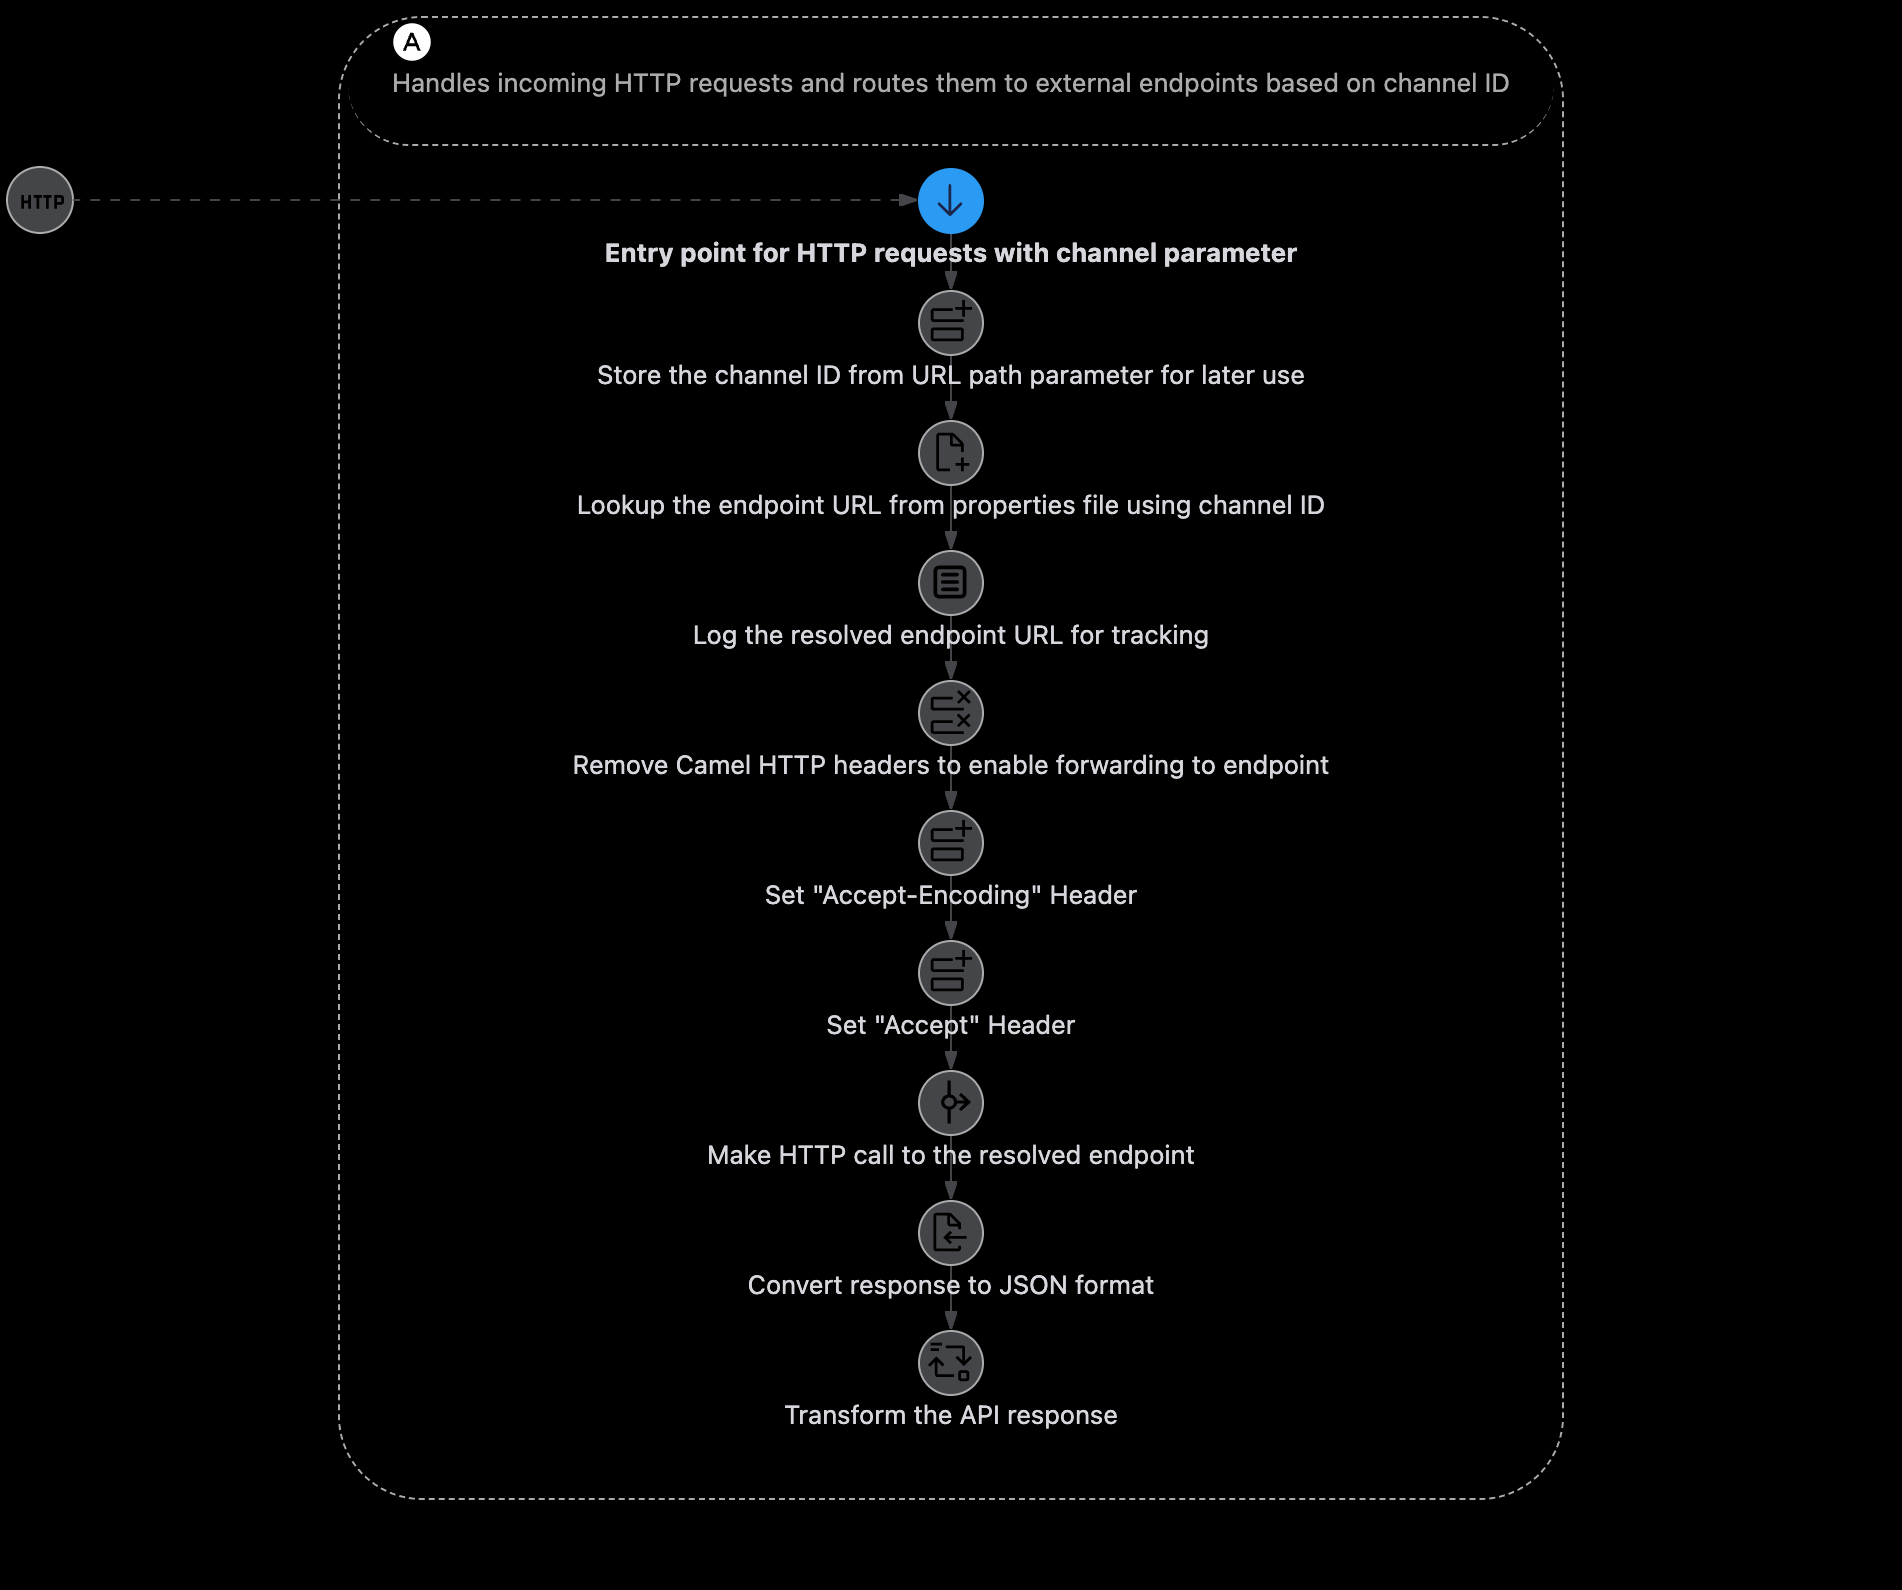 A
Handles incoming HTTP requests and routes them to external endpoints based on channel ID
HTTP
Entry point for HTTP requests with channel parameter
Store the channel ID from URL path parameter for later use
Lookup the endpoint URL from properties file using channel ID
Log the resolved endpoint URL for tracking
Remove Camel HTTP headers to enable forwarding to endpoint
Set "Accept-Encoding" Header
Set "Accept" Header
Make HTTP call to the resolved endpoint
Convert response to JSON format
Transform the API response